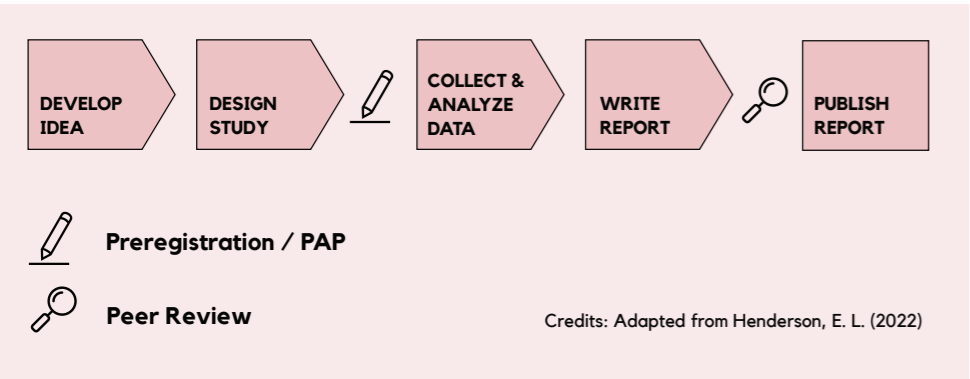 DEVELOP
IDEA
DESIGN
STUDY
COLLECT &
ANALYZE
DATA
WRITE
REPORT
PUBLISH
REPORT
Preregistration / PAP
Peer Review
Credits: Adapted from Henderson, E. L. (2022)